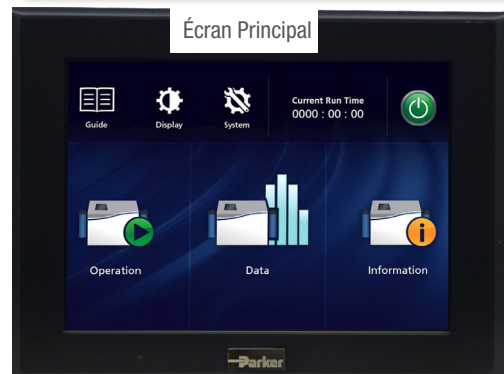 Écran Principal
Guide
Display
System
Current Run Time
0000 : 00 : 00
Operation
Data
Information
Parker